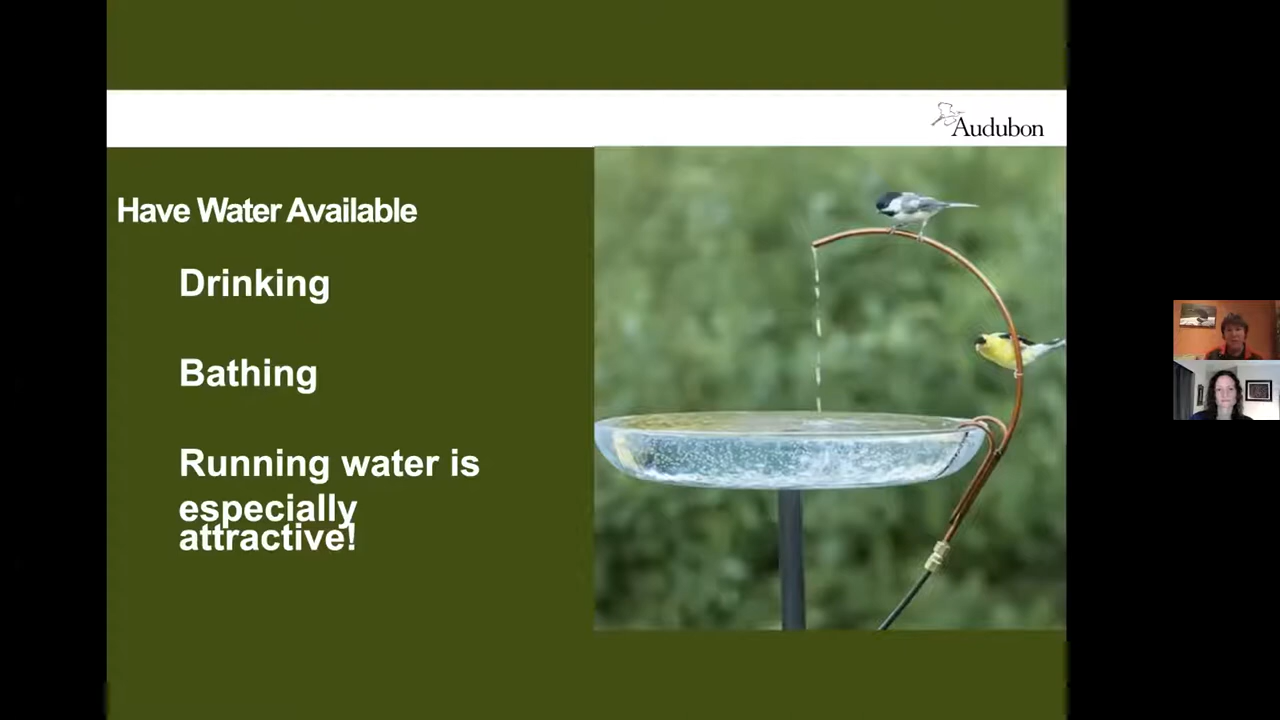 Audubon
Have Water Available
Drinking
Bathing
Running water is
especially
attractive!